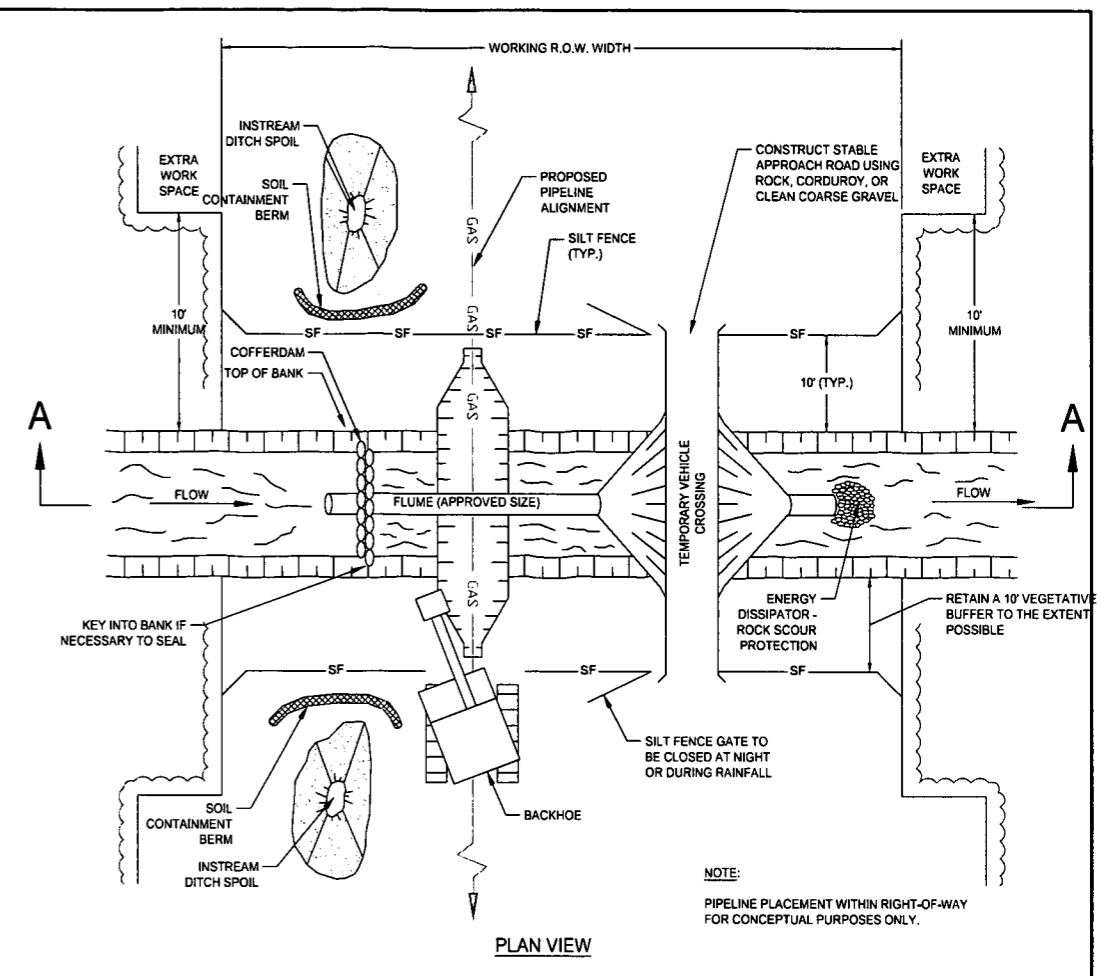 WORKING R.O.W. WIDTH
INSTREAM
DITCH SPOIL
EXTRA
WORK
SPACE
SOIL
CONTAINMENT
BERM
PROPOSED
PIPELINE
ALIGNMENT
CONSTRUCT STABLE
APPROACH ROAD USING
ROCK, CORDUROY, OR
CLEAN COARSE GRAVEL
EXTRA
WORK
SPACE
GAS
SILT FENCE
(TYP.)
10'
MINIMUM
GAS
SF SF SF SF SF
10'
MINIMUM
COFFERDAM
TOP OF BANK
GAS
10' (TYP.)
A
A
FLOW
FLUME (APPROVED SIZE)
TEMPORARY VEHICLE
CROSSING
FLOW
GAS
KEY INTO BANK IF
NECESSARY TO SEAL
ENERGY
DISSIPATOR -
ROCK SCOUR
PROTECTION
RETAIN A 10' VEGETATIVE
BUFFER TO THE EXTENT
POSSIBLE
SF SF SF
SILT FENCE GATE TO
BE CLOSED AT NIGHT
OR DURING RAINFALL
SOIL
CONTAINMENT
BERM
BACKHOE
INSTREAM
DITCH SPOIL
NOTE:
PIPELINE PLACEMENT WITHIN RIGHT-OF-WAY
FOR CONCEPTUAL PURPOSES ONLY.
PLAN VIEW